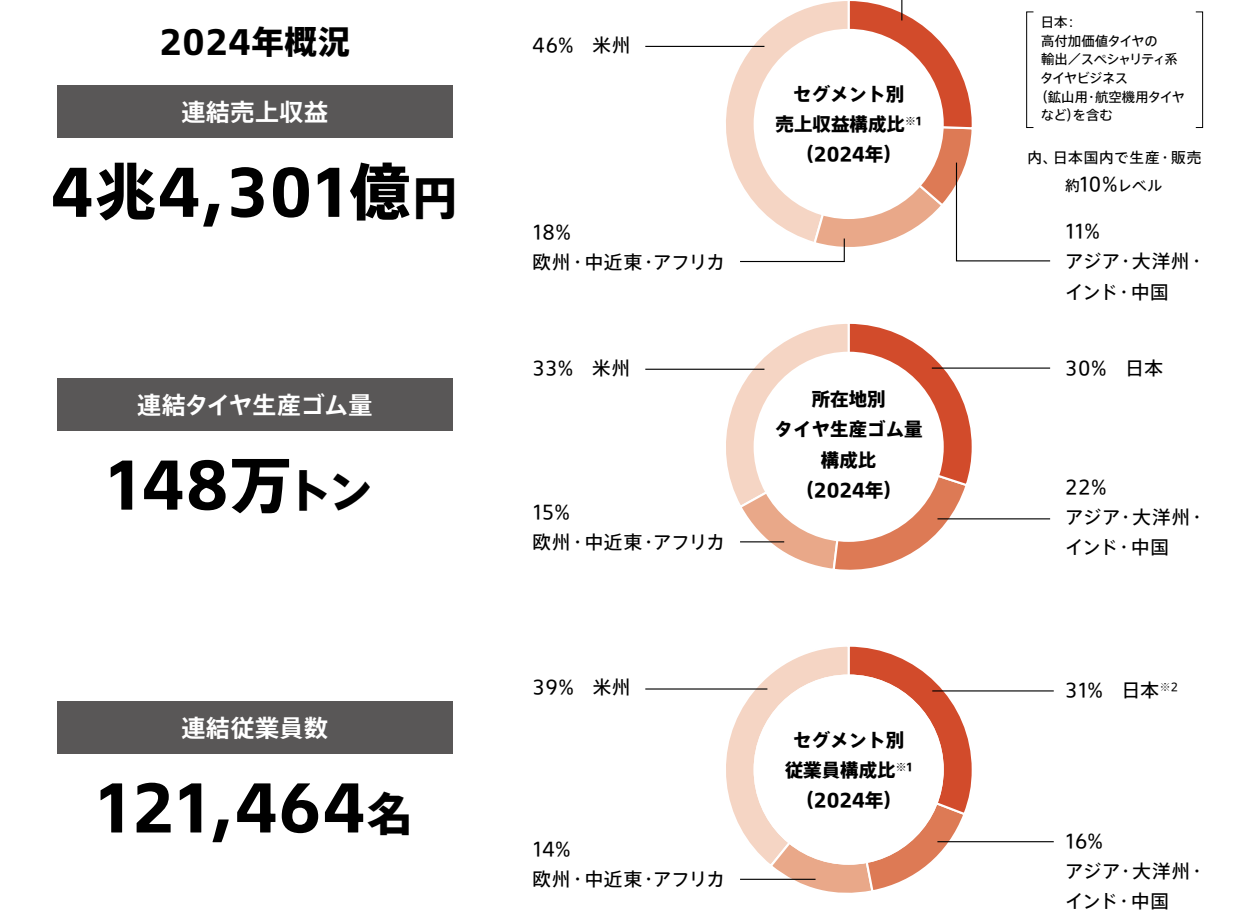 2024年概況
連結売上収益
4兆4,301億円
46% 米州
セグメント別
売上収益構成比※1
(2024年)
日本:
高付加価値タイヤの
輸出/スペシャリティ系
タイヤビジネス
(鉱山用・航空機用タイヤ
など)を含む
内、日本国内で生産・販売
約10%レベル
18%
欧州・中近東・アフリカ
11%
アジア・大洋州・
インド・中国
連結タイヤ生産ゴム量
148万トン
33% 米州
所在地別
タイヤ生産ゴム量
構成比
(2024年)
30% 日本
15%
欧州・中近東・アフリカ
22%
アジア・大洋州・
インド・中国
連結従業員数
121,464名
39% 米州
セグメント別
従業員構成比※1
(2024年)
31% 日本※2
14%
欧州・中近東・アフリカ
16%
アジア・大洋州・
インド・中国